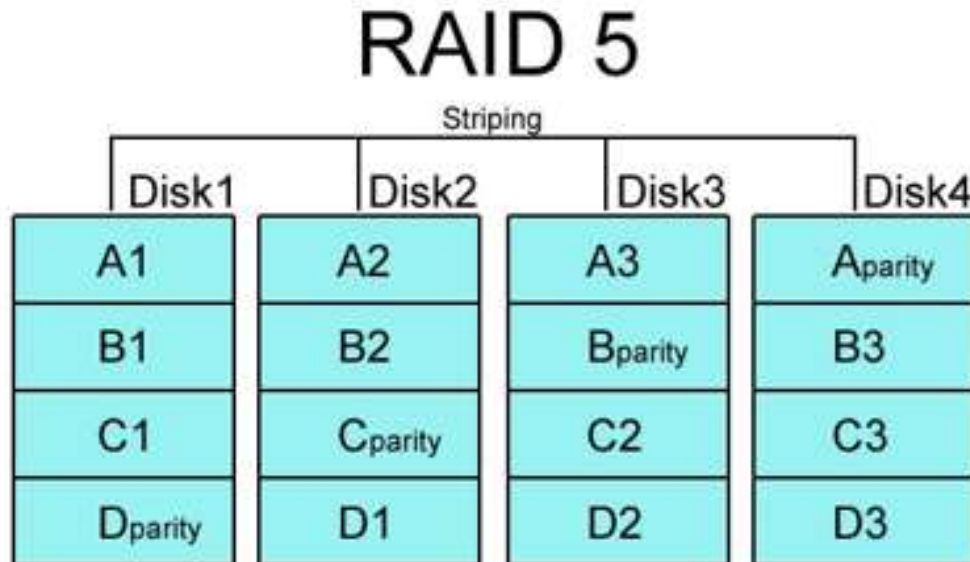 RAID 5
Striping
Disk1 Disk2 Disk3 Disk4
A1 A2 A3 Aparity
B1 B2 Bparity B3
C1 Cparity C2 C3
Dparity D1 D2 D3